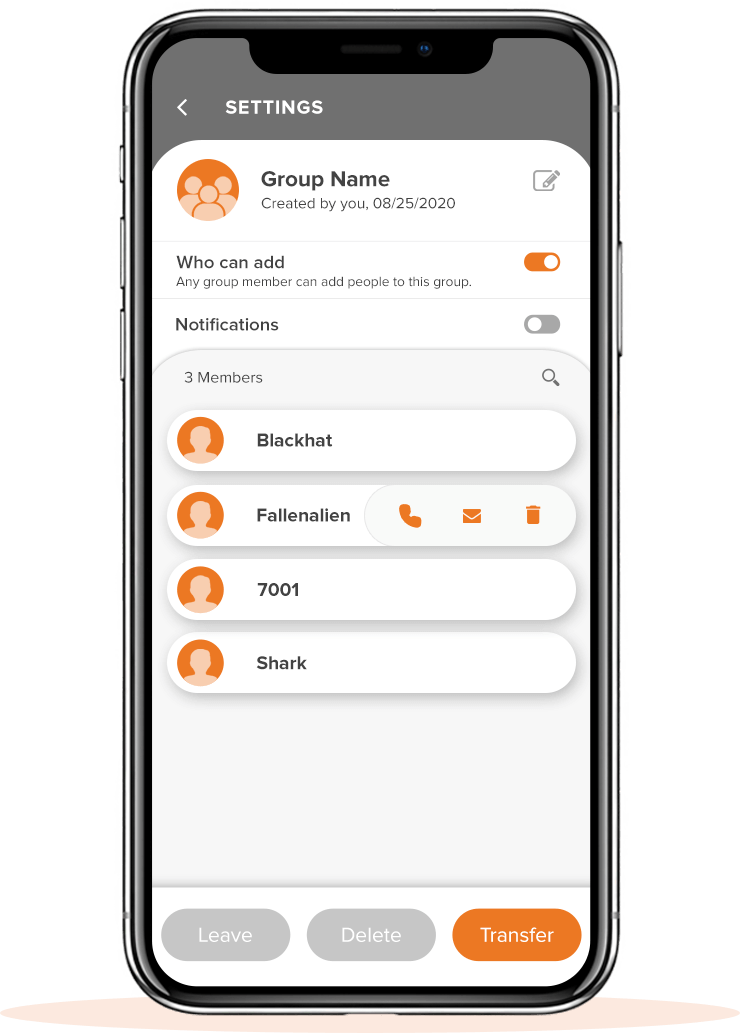 SETTINGS
Group Name
Created by you, 08/25/2020
Who can add
Any group member can add people to this group.
Notifications
3 Members
Blackhat
Fallenalien
7001
Shark
Leave
Delete
Transfer